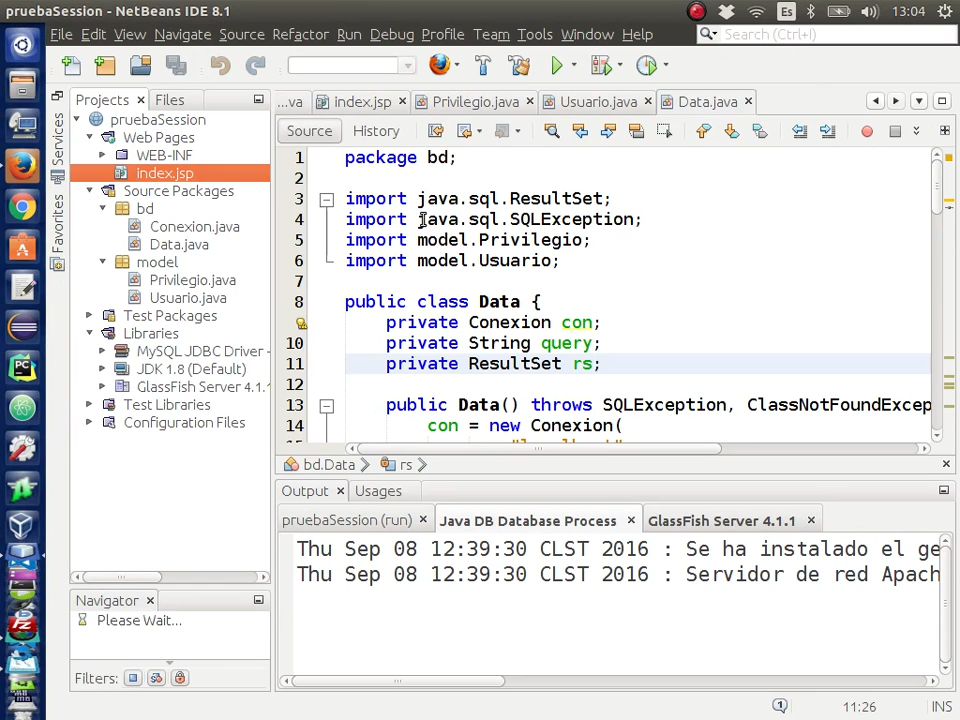 pruebaSession - NetBeans IDE 8.1
Es
13:04
File Edit View Navigate Source Refactor Run Debug Profile Team Tools Window Help
Search (Ctrl+I)
Projects
Files
...va
index.jsp
Privilegio.java
Usuario.java
Data.java
Services
Favorites
pruebaSession
Web Pages
WEB-INF
index.jsp
Source Packages
bd
Conexion.java
Data.java
model
Privilegio.java
Usuario.java
Test Packages
Libraries
MySQL JDBC Driver -
JDK 1.8 (Default)
GlassFish Server 4.1.1
Test Libraries
Configuration Files
Source
History
1 package bd;
2
3 import java.sql.ResultSet;
4 import java.sql.SQLException;
5 import model.Privilegio;
6 import model.Usuario;
7
8 public class Data {
private Conexion con;
10 private String query;
11 private ResultSet rs;
12
13 public Data() throws SQLException, ClassNotFoundExcep
14 con = new Conexion(
bd.Data
rs
Output
Usages
pruebaSession (run)
Java DB Database Process
GlassFish Server 4.1.1
Thu Sep 08 12:39:30 CLST 2016 : Se ha instalado el ge
Thu Sep 08 12:39:30 CLST 2016 : Servidor de red Apach
Navigator
Please Wait...
Filters:
1
11:26
INS